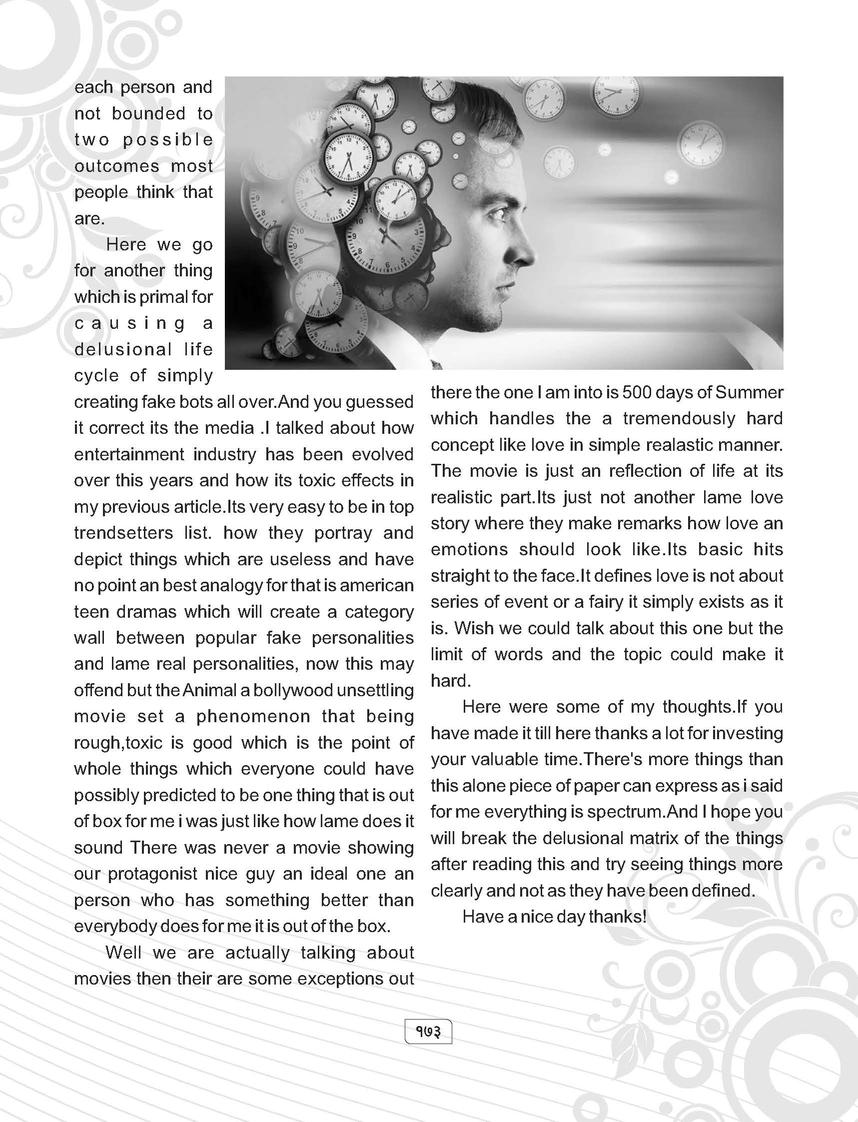 each person and
not bounded to
two possible
outcomes most
people think that
are.
Here we go
for another thing
which is primal for
causing a
delusional life
cycle of simply
creating fake bots all over.And you guessed
it correct its the media .I talked about how
entertainment industry has been evolved
over this years and how its toxic effects in
my previous article.Its very easy to be in top
trendsetters list. how they portray and
depict things which are useless and have
no point an best analogy for that is american
teen dramas which will create a category
wall between popular fake personalities
and lame real personalities, now this may
offend but the Animal a bollywood unsettling
movie set a phenomenon that being
rough,toxic is good which is the point of
whole things which everyone could have
possibly predicted to be one thing that is out
of box for me i was just like how lame does it
sound There was never a movie showing
our protagonist nice guy an ideal one an
person who has something better than
everybody does for me it is out of the box.
Well we are actually talking about
movies then their are some exceptions out
there the one I am into is 500 days of Summer
which handles the a tremendously hard
concept like love in simple realastic manner.
The movie is just an reflection of life at its
realistic part.Its just not another lame love
story where they make remarks how love an
emotions should look like.Its basic hits
straight to the face.It defines love is not about
series of event or a fairy it simply exists as it
is. Wish we could talk about this one but the
limit of words and the topic could make it
hard.
Here were some of my thoughts.If you
have made it till here thanks a lot for investing
your valuable time.There's more things than
this alone piece of paper can express as i said
for me everything is spectrum.And I hope you
will break the delusional matrix of the things
after reading this and try seeing things more
clearly and not as they have been defined.
Have a nice day thanks!
१७३